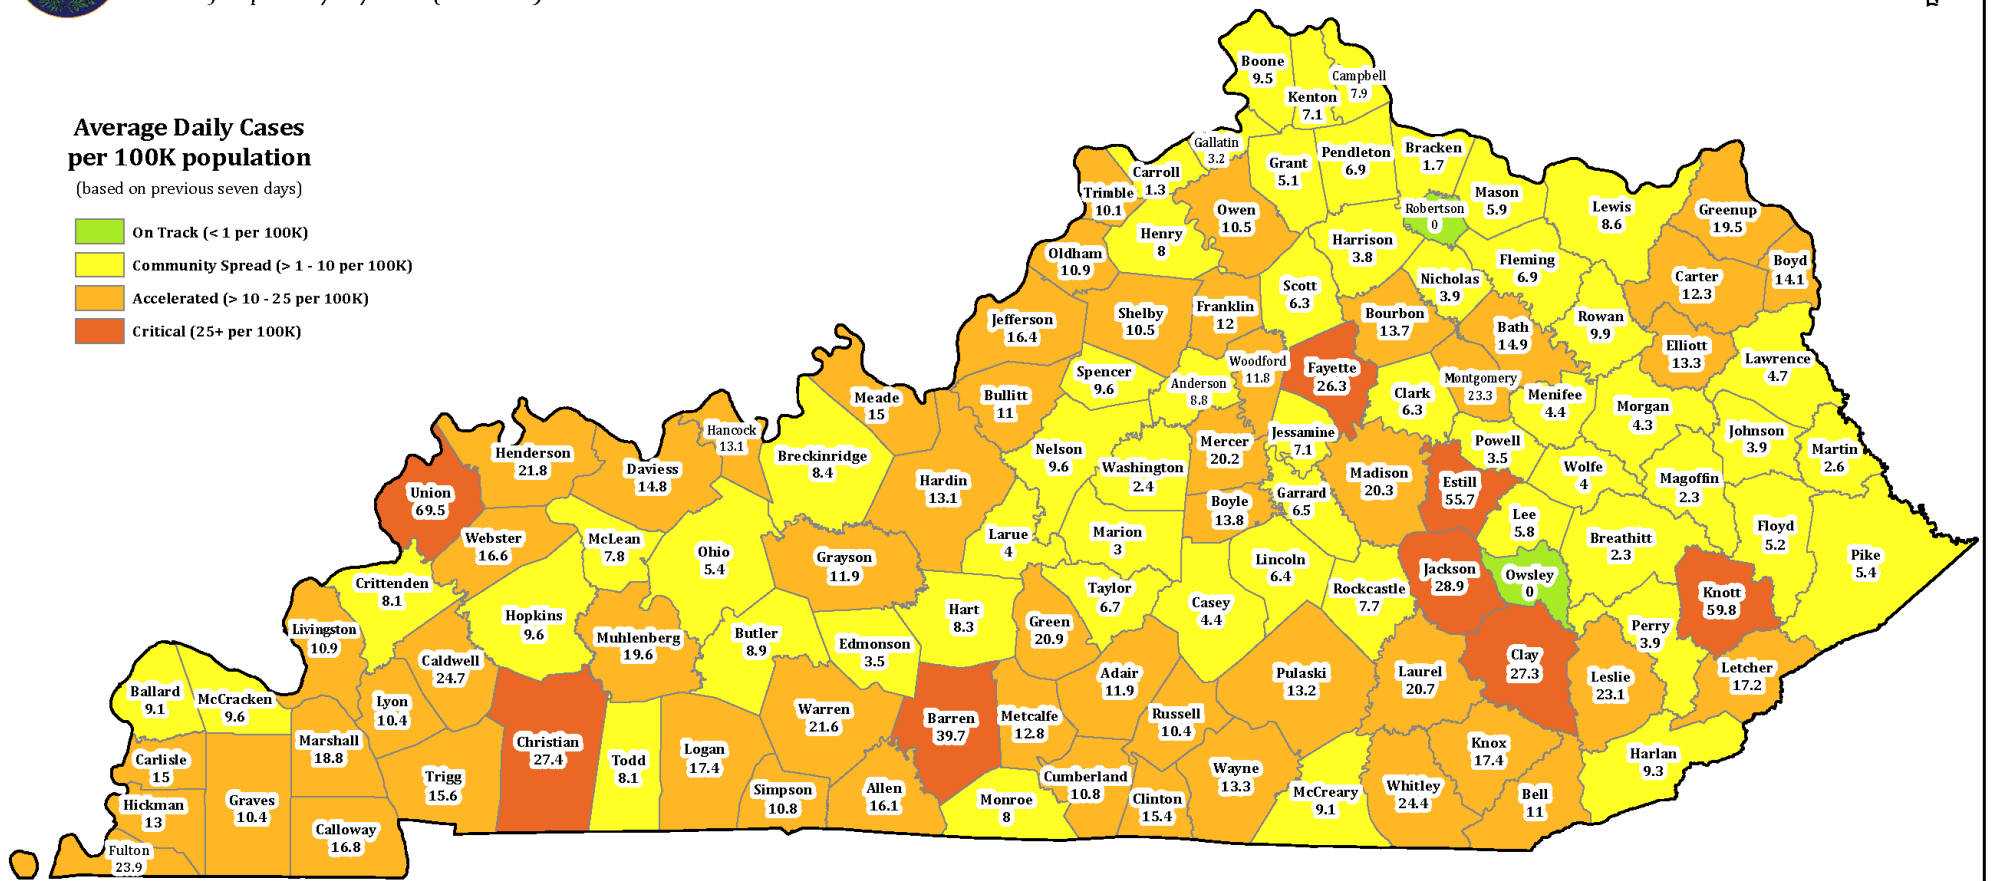 Average Daily Cases
per 100K population
(based on previous seven days)
On Track (< 1 per 100K)
Community Spread (> 1 - 10 per 100K)
Accelerated (> 10 - 25 per 100K)
Critical (25+ per 100K)
Boone
9.5
Kenton
7.1
Campbell
7.9
Gallatin
3.2
Carroll
1.3
Trimble
10.1
Grant
5.1
Pendleton
6.9
Bracken
1.7
Mason
5.9
Robertson
0
Lewis
8.6
Greenup
19.5
Boyd
14.1
Carter
12.3
Owen
10.5
Henry
8
Oldham
10.9
Harrison
3.8
Nicholas
3.9
Fleming
6.9
Rowan
9.9
Scott
6.3
Franklin
12
Shelby
10.5
Jefferson
16.4
Bourbon
13.7
Bath
14.9
Elliott
13.3
Lawrence
4.7
Woodford
11.8
Fayette
26.3
Anderson
8.8
Spencer
9.6
Bullitt
11
Meade
15
Clark
6.3
Montgomery
23.3
Menifee
4.4
Morgan
4.3
Johnson
3.9
Martin
2.6
Hancock
13.1
Breckinridge
8.4
Henderson
21.8
Daviess
14.8
Union
69.5
Hardin
13.1
Nelson
9.6
Washington
2.4
Mercer
20.2
Jessamine
7.1
Madison
20.3
Powell
3.5
Estill
55.7
Wolfe
4
Magoffin
2.3
Garrard
6.5
Boyle
13.8
Lee
5.8
Breathitt
2.3
Floyd
5.2
Pike
5.4
Webster
16.6
McLean
7.8
Ohio
5.4
Grayson
11.9
Larue
4
Marion
3
Lincoln
6.4
Rockcastle
7.7
Jackson
28.9
Owsley
0
Knott
59.8
Crittenden
8.1
Hopkins
9.6
Muhlenberg
19.6
Butler
8.9
Edmonson
3.5
Hart
8.3
Green
20.9
Taylor
6.7
Casey
4.4
Perry
3.9
Livingston
10.9
Caldwell
24.7
Clay
27.3
Leslie
23.1
Letcher
17.2
Ballard
9.1
McCracken
9.6
Lyon
10.4
Christian
27.4
Todd
8.1
Logan
17.4
Warren
21.6
Barren
39.7
Metcalfe
12.8
Adair
11.9
Russell
10.4
Pulaski
13.2
Laurel
20.7
Knox
17.4
Harlan
9.3
Carlisle
15
Marshall
18.8
Trigg
15.6
Simpson
10.8
Allen
16.1
Monroe
8
Cumberland
10.8
Clinton
15.4
Wayne
13.3
McCreary
9.1
Whitley
24.4
Bell
11
Hickman
13
Graves
10.4
Calloway
16.8
Fulton
23.9